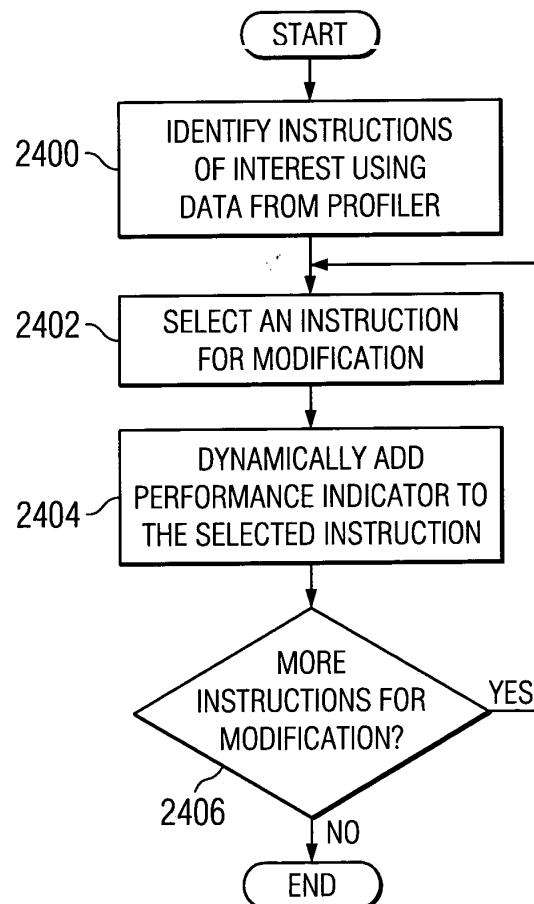 START
2400
IDENTIFY INSTRUCTIONS
OF INTEREST USING
DATA FROM PROFILER
2402
SELECT AN INSTRUCTION
FOR MODIFICATION
2404
DYNAMICALLY ADD
PERFORMANCE INDICATOR TO
THE SELECTED INSTRUCTION
MORE
INSTRUCTIONS FOR
MODIFICATION?
YES
2406
NO
END